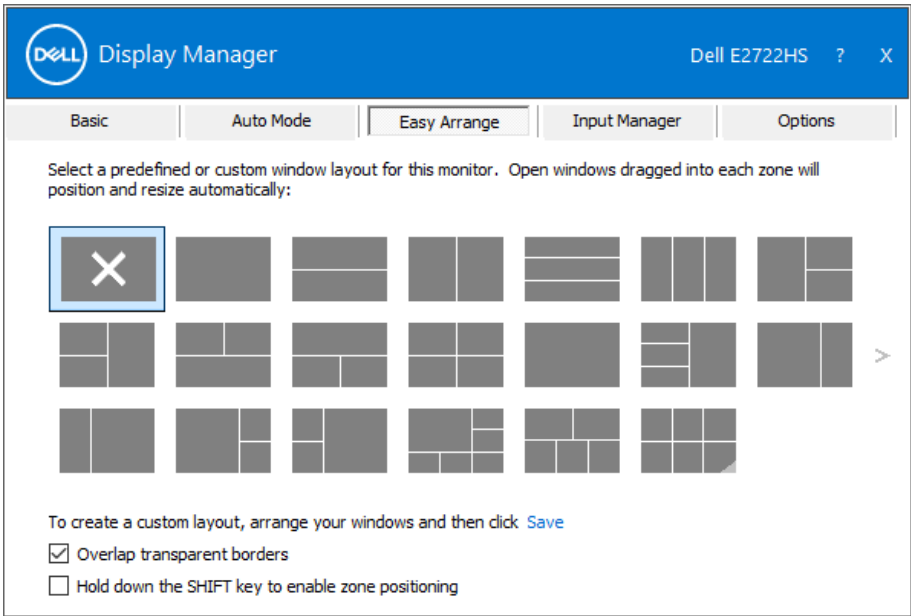 DELL Display Manager Dell E2722HS ? X
Basic Auto Mode Easy Arrange Input Manager Options
Select a predefined or custom window layout for this monitor. Open windows dragged into each zone will
position and resize automatically:
>
To create a custom layout, arrange your windows and then click Save
Overlap transparent borders
Hold down the SHIFT key to enable zone positioning